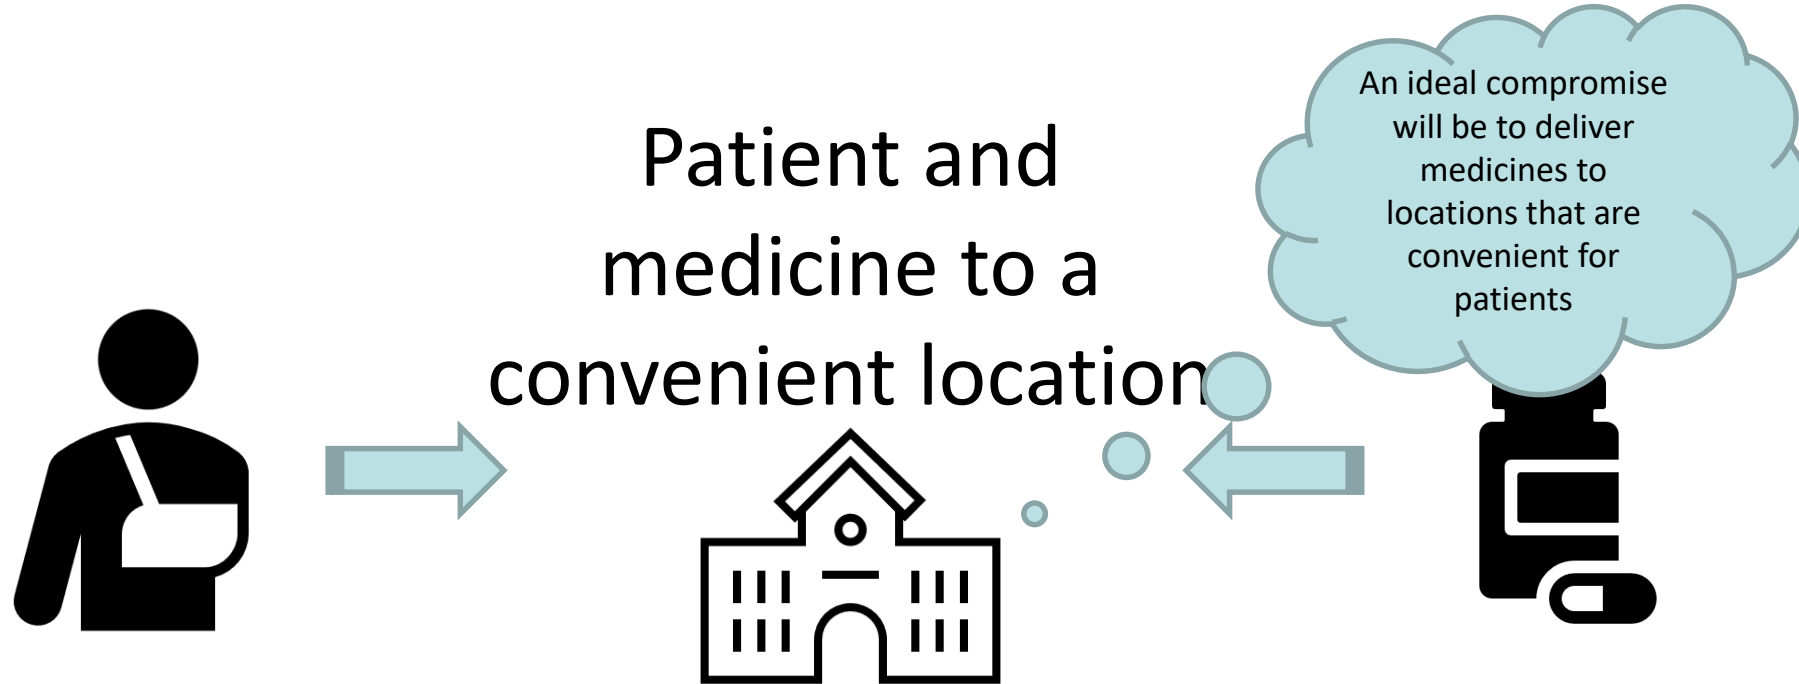 Patient and
medicine to a
convenient location
An ideal compromise
will be to deliver
medicines to
locations that are
convenient for
patients